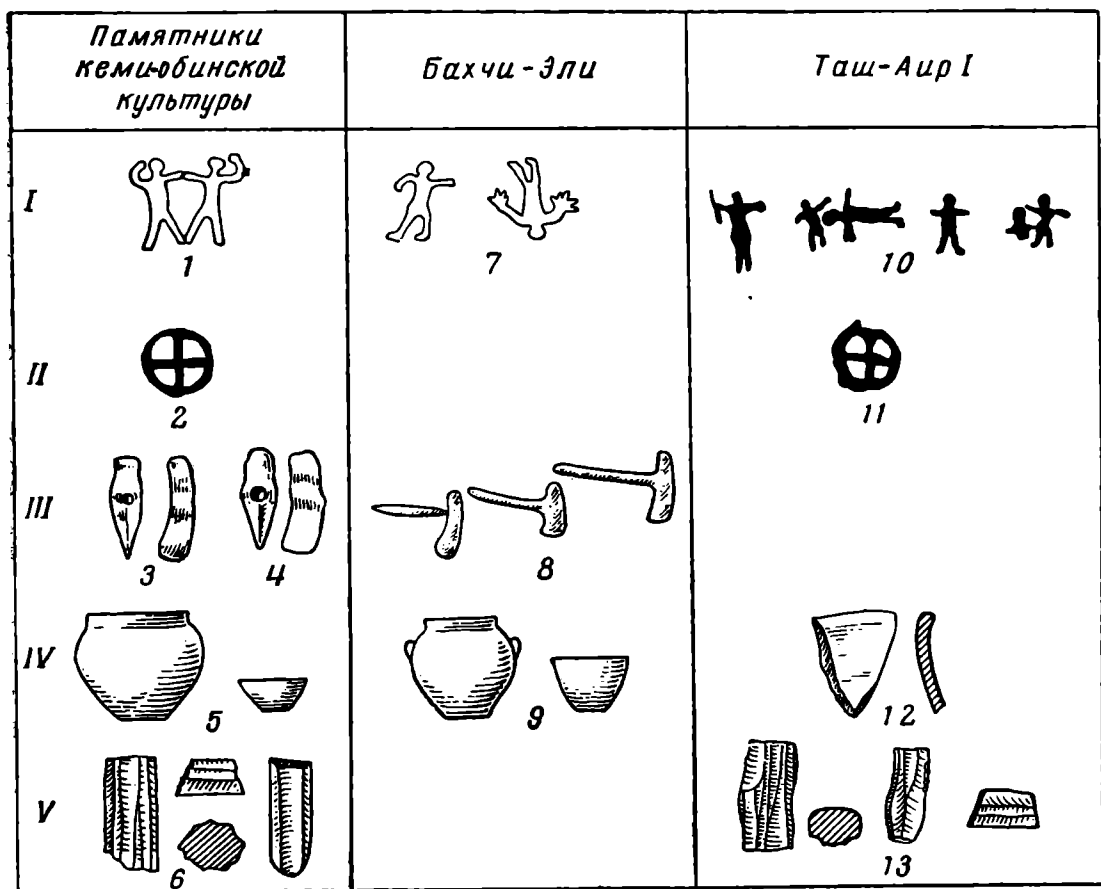 Памятники
кеми-обинской
культуры
Бахчи-Эли
Таш-Аир I
I
1
7
10
II
2
11
III
3
4
8
IV
5
9
12
V
6
13